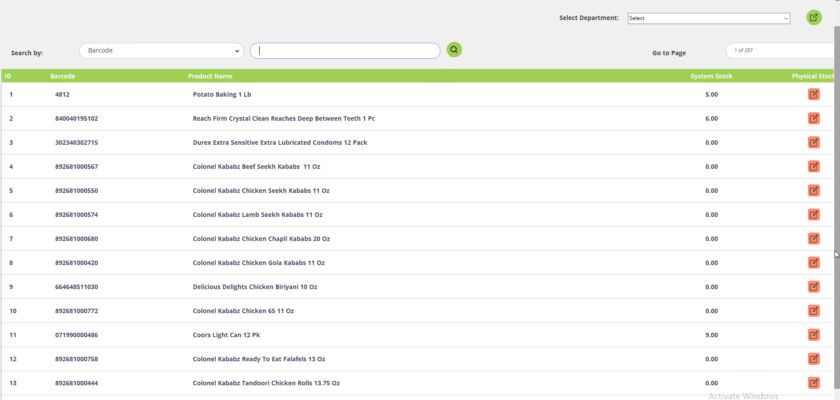 Select Department: Select
Search by: Barcode Go to Page 1 of 257
ID Barcode Product Name System Stock Physical Stock
1 4812 Potato Baking 1 Lb 5.00
2 840040195102 Reach Firm Crystal Clean Reaches Deep Between Teeth 1 Pc 6.00
3 302340302715 Durex Extra Sensitive Extra Lubricated Condoms 12 Pack 0.00
4 892681000567 Colonel Kababz Beef Seekh Kababs 11 Oz 0.00
5 892681000550 Colonel Kababz Chicken Seekh Kababs 11 Oz 0.00
6 892681000574 Colonel Kababz Lamb Seekh Kababs 11 Oz 0.00
7 892681000680 Colonel Kababz Chicken Chapli Kababs 20 Oz 0.00
8 892681000420 Colonel Kababz Chicken Gola Kababs 11 Oz 0.00
9 664648511030 Delicious Delights Chicken Biriyani 10 Oz 0.00
10 892681000772 Colonel Kababz Chicken 65 11 Oz 0.00
11 071990000486 Coors Light Can 12 Pk 9.00
12 892681000758 Colonel Kababz Ready To Eat Falafels 13 Oz 0.00
13 892681000444 Colonel Kababz Tandoori Chicken Rolls 13.75 Oz 0.00
Activate Windows